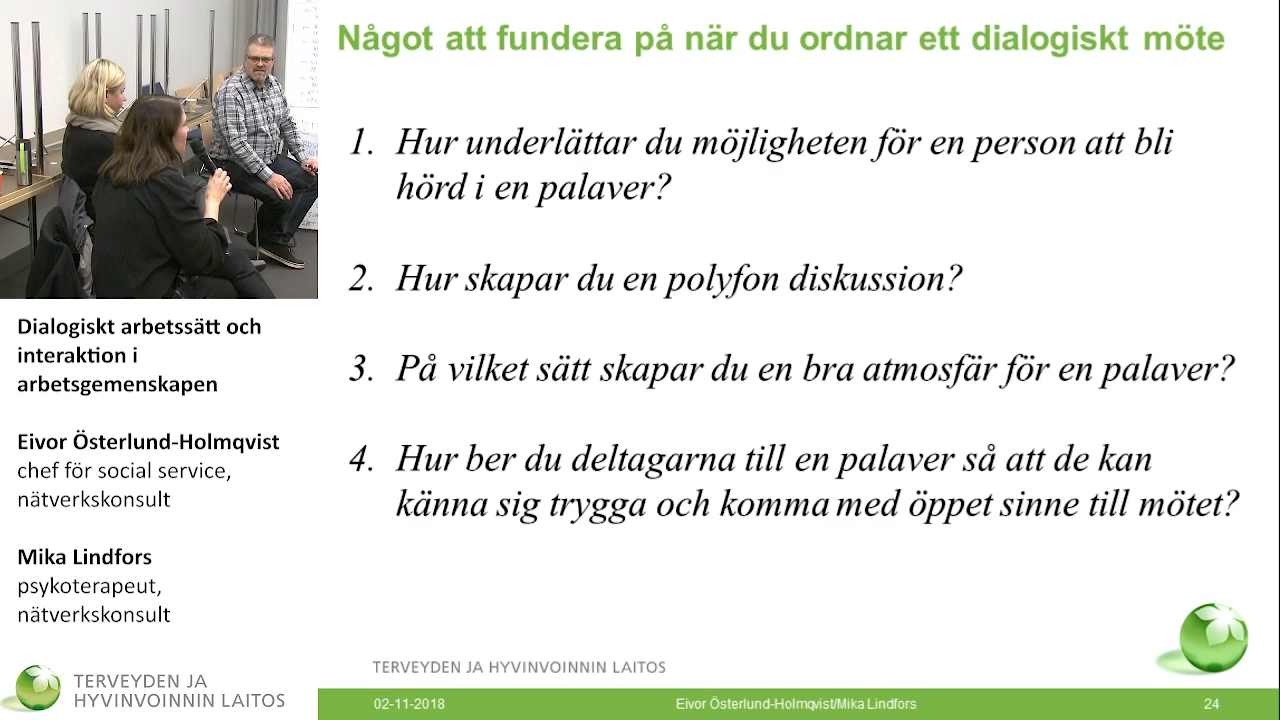 Något att fundera på när du ordnar ett dialogiskt möte
1. Hur underlättar du möjligheten för en person att bli
hörd i en palaver?
2. Hur skapar du en polyfon diskussion?
3. På vilket sätt skapar du en bra atmosfär för en palaver?
4. Hur ber du deltagarna till en palaver så att de kan
känna sig trygga och komma med öppet sinne till mötet?
Dialogiskt arbetssätt och
interaktion i
arbetsgemenskapen
Eivor Österlund-Holmqvist
chef för social service,
nätverkskonsult
Mika Lindfors
psykoterapeut,
nätverkskonsult
TERVEYDEN JA
HYVINVOINNIN LAITOS
TERVEYDEN JA HYVINVOINNIN LAITOS
02-11-2018
Eivor Österlund-Holmqvist/Mika Lindfors
24